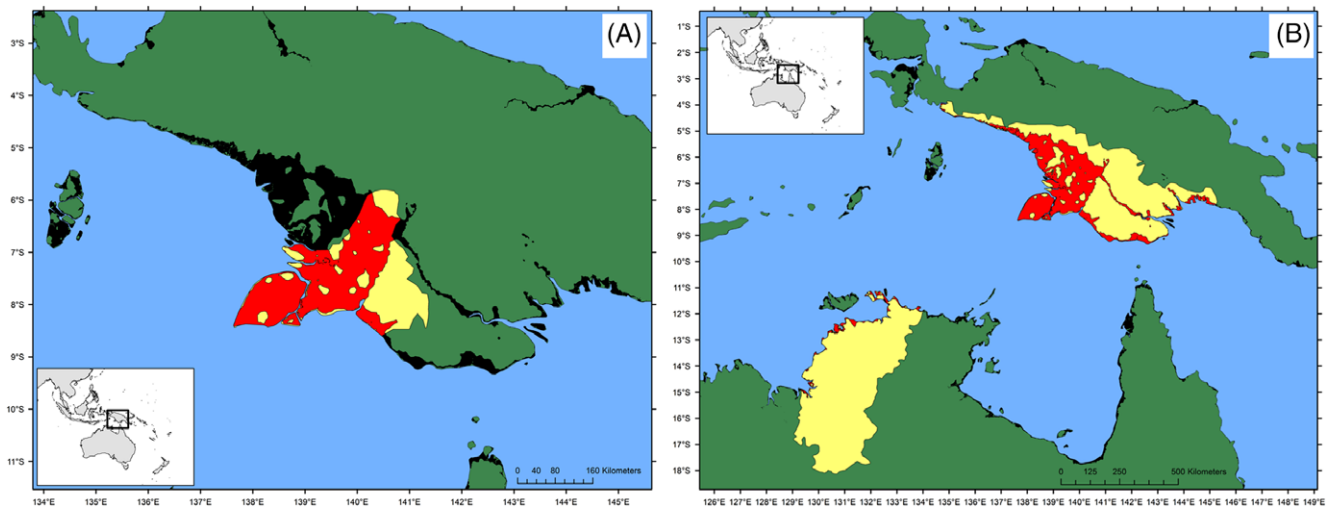 (A)
3°S
4°S
5°S
6°S
7°S
8°S
9°S
10°S
11°S
0 40 80 160 Kilometers
134°E 135°E 136°E 137°E 138°E 139°E 140°E 141°E 142°E 143°E 144°E 145°E
(B)
1°S
2°S
3°S
4°S
5°S
6°S
7°S
8°S
9°S
10°S
11°S
12°S
13°S
14°S
15°S
16°S
17°S
18°S
0 125 250 500 Kilometers
126°E 127°E 128°E 129°E 130°E 131°E 132°E 133°E 134°E 135°E 136°E 137°E 138°E 139°E 140°E 141°E 142°E 143°E 144°E 145°E 146°E 147°E 148°E 149°E